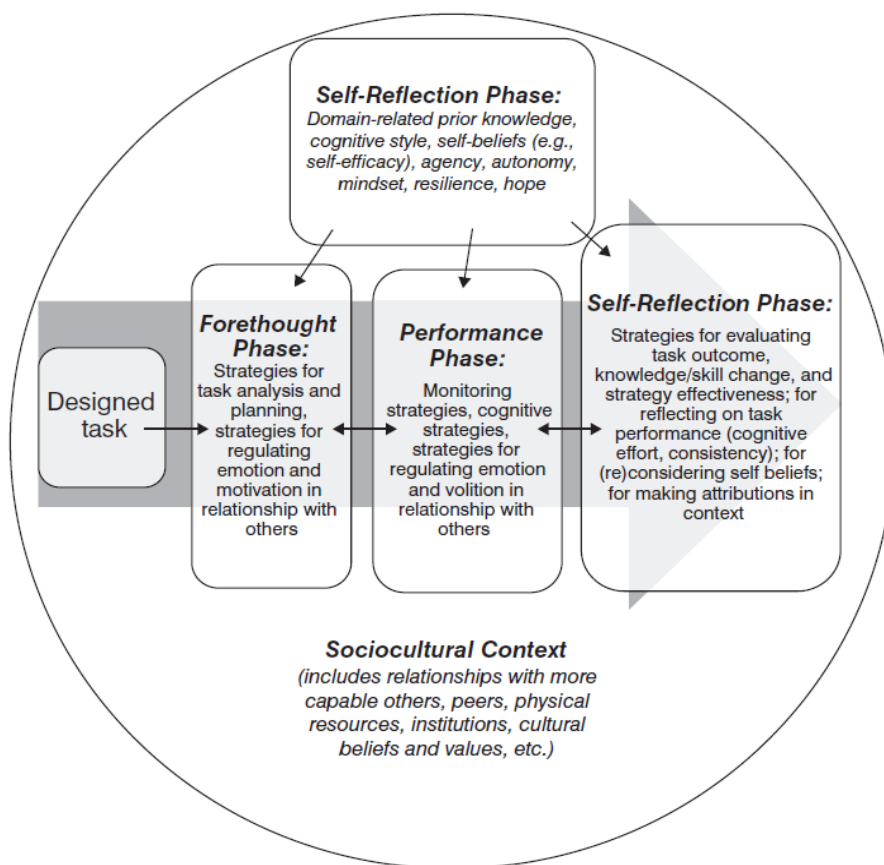 Self-Reflection Phase:
Domain-related prior knowledge,
cognitive style, self-beliefs (e.g.,
self-efficacy), agency, autonomy,
mindset, resilience, hope
Designed
task
Forethought
Phase:
Strategies for
task analysis and
planning,
strategies for
regulating
emotion and
motivation in
relationship with
others
Performance
Phase:
Monitoring
strategies, cognitive
strategies,
strategies for
regulating emotion
and volition in
relationship with
others
Self-Reflection Phase:
Strategies for evaluating
task outcome,
knowledge/skill change, and
strategy effectiveness; for
reflecting on task
performance (cognitive
effort, consistency); for
(re)considering self beliefs;
for making attributions in
context
Sociocultural Context
(includes relationships with more
capable others, peers, physical
resources, institutions, cultural
beliefs and values, etc.)